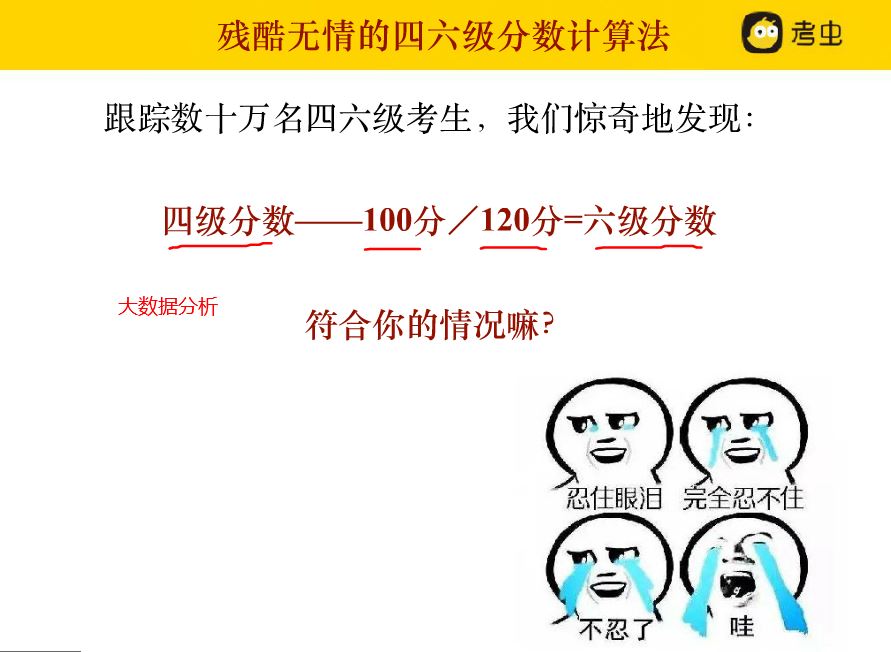 残酷无情的四六级分数计算法
考虫
跟踪数十万名四六级考生，我们惊奇地发现：
四级分数——100分／120分=六级分数
大数据分析
符合你的情况嘛？
忍住眼泪 完全忍不住
不忍了 哇